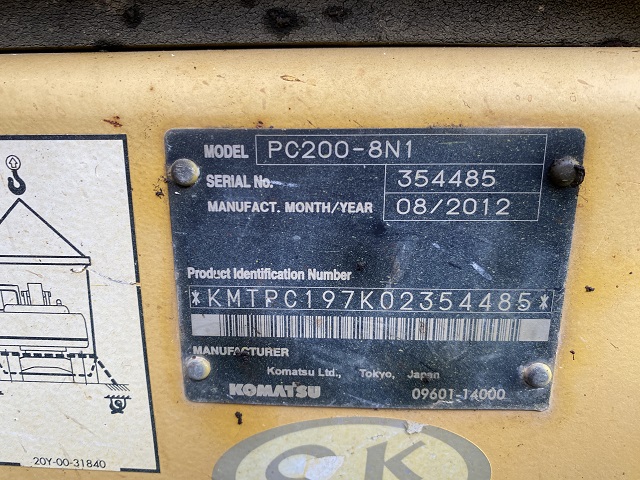 MODEL PC200-8N1
SERIAL No. 354485
MANUFACT. MONTH/YEAR 08/2012
Product Identification Number
*KMTPC197K02354485*
MANUFACTURER
Komatsu Ltd., Tokyo, Japan
KOMATSU 09601-14000
20Y-00-31840